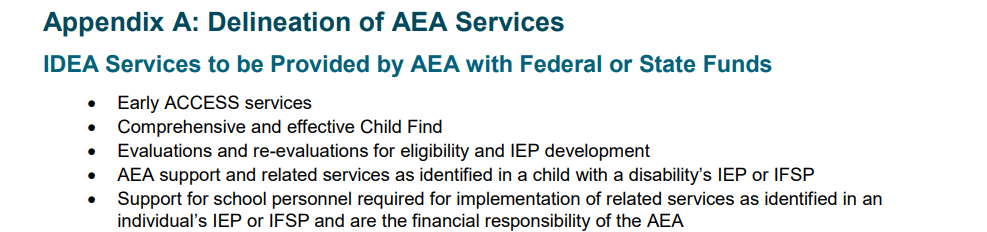 Appendix A: Delineation of AEA Services
IDEA Services to be Provided by AEA with Federal or State Funds
• Early ACCESS services
• Comprehensive and effective Child Find
• Evaluations and re-evaluations for eligibility and IEP development
• AEA support and related services as identified in a child with a disability's IEP or IFSP
• Support for school personnel required for implementation of related services as identified in an
individual's IEP or IFSP and are the financial responsibility of the AEA